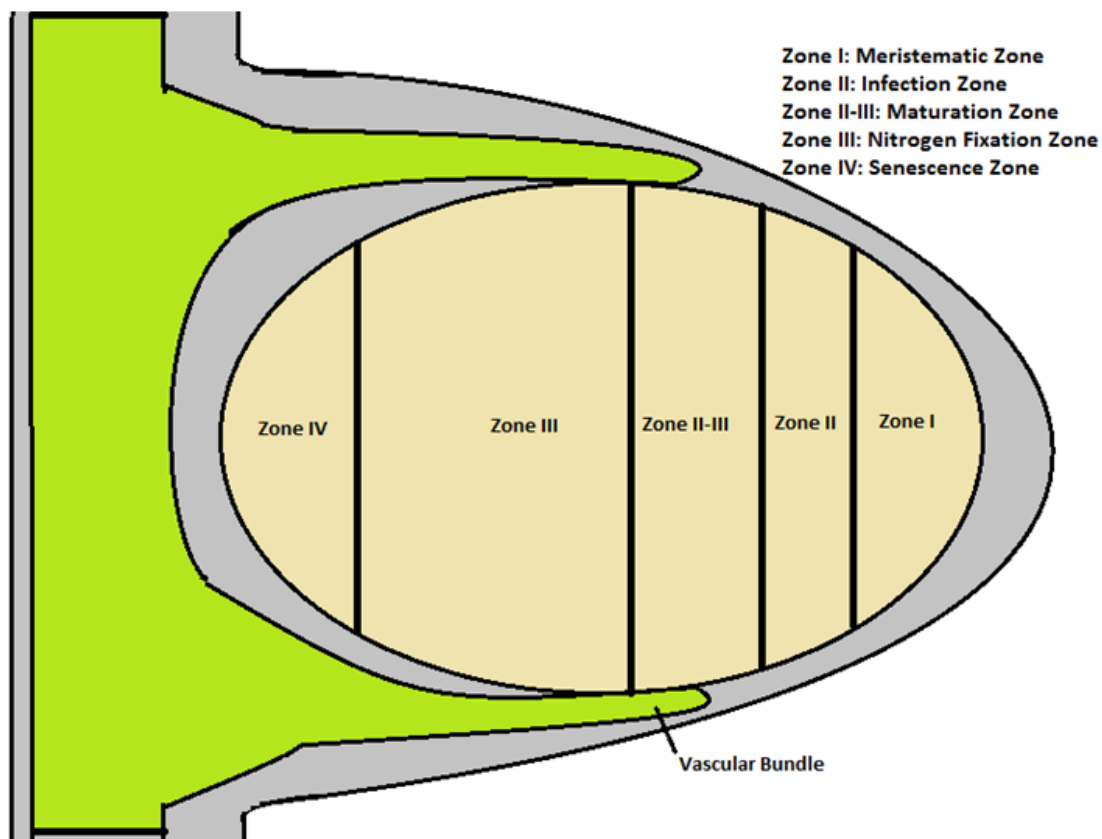 Zone I: Meristematic Zone
Zone II: Infection Zone
Zone II-III: Maturation Zone
Zone III: Nitrogen Fixation Zone
Zone IV: Senescence Zone
Zone IV
Zone III
Zone II-III
Zone II
Zone I
Vascular Bundle